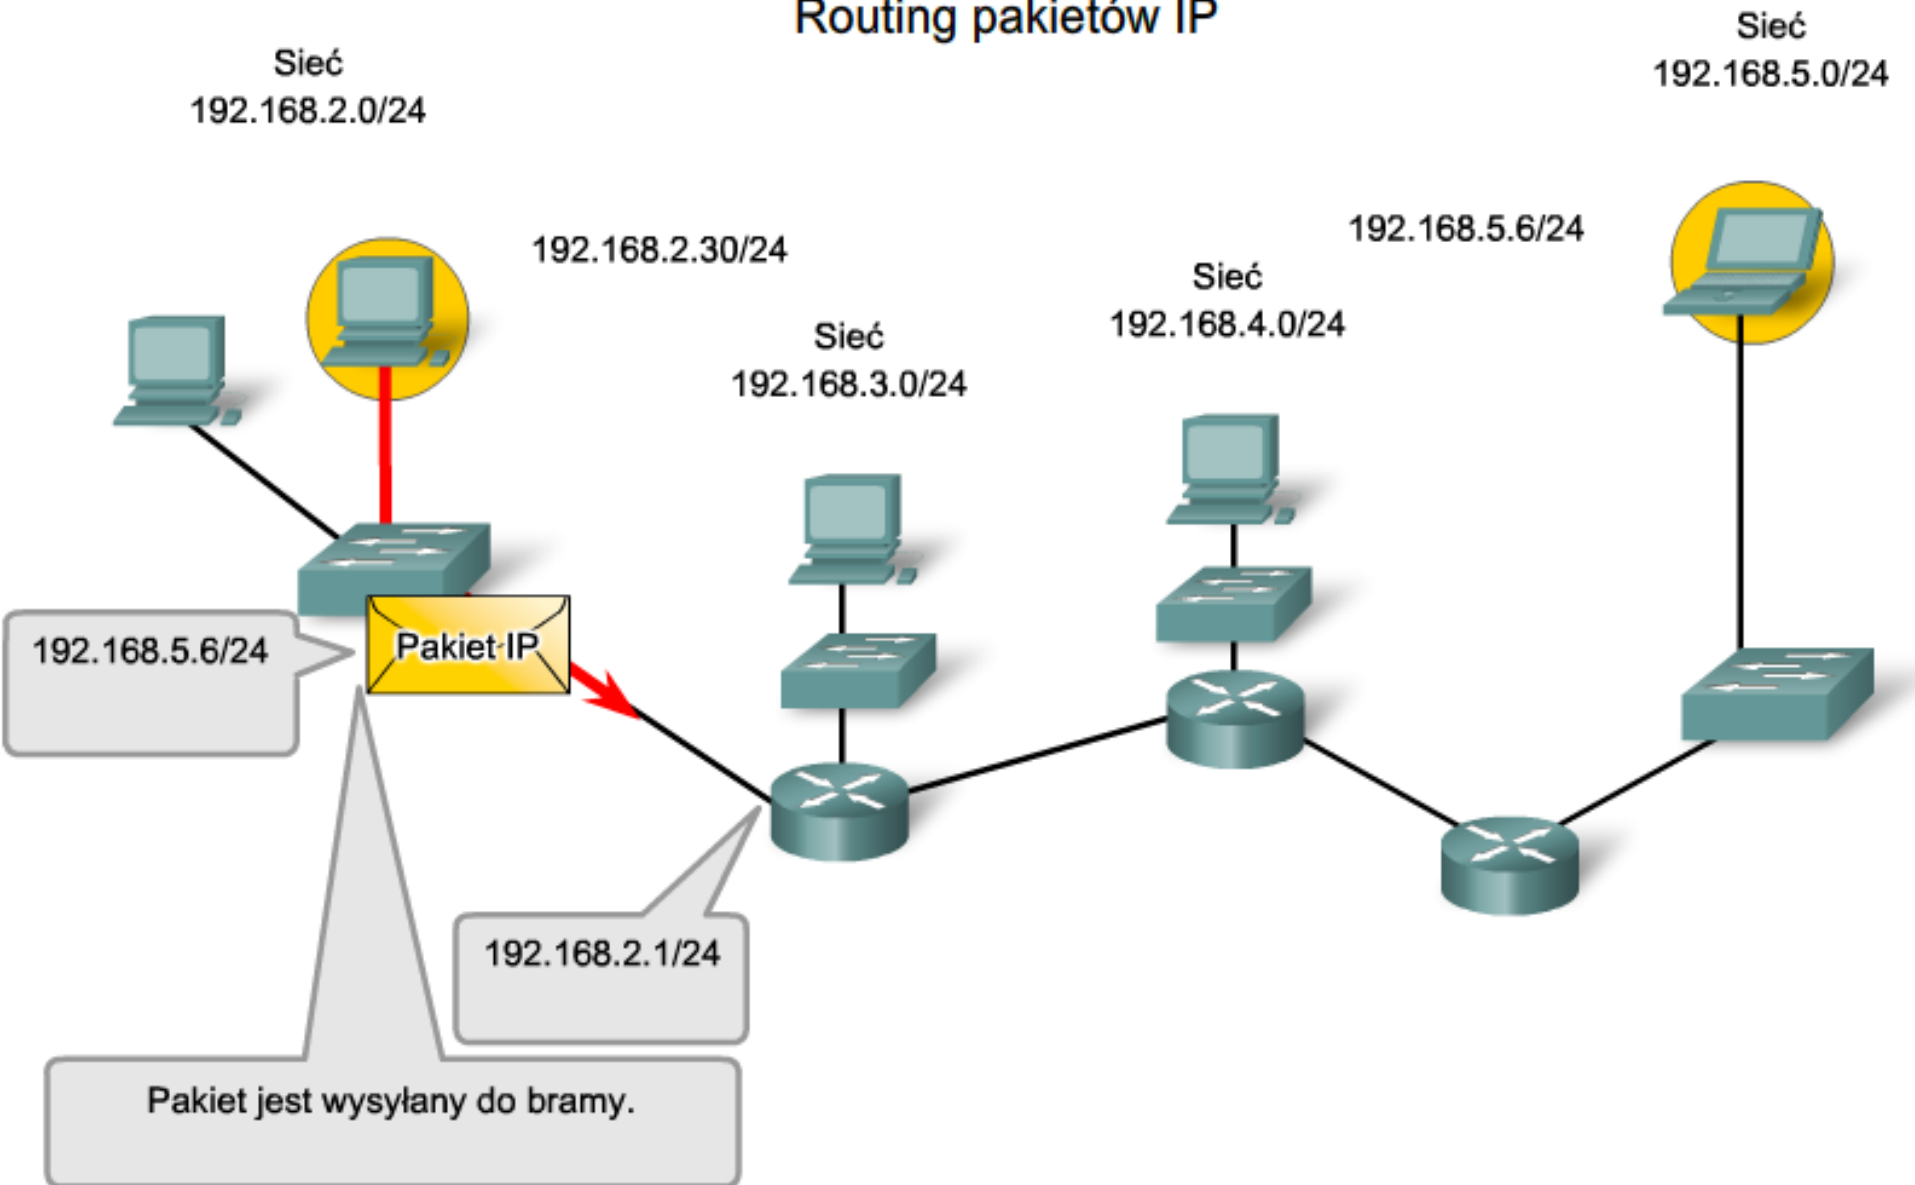 Routing pakietów IP
Sieć
192.168.2.0/24
Sieć
192.168.5.0/24
192.168.2.30/24
192.168.5.6/24
Sieć
192.168.3.0/24
Sieć
192.168.4.0/24
192.168.5.6/24
Pakiet IP
192.168.2.1/24
Pakiet jest wysyłany do bramy.